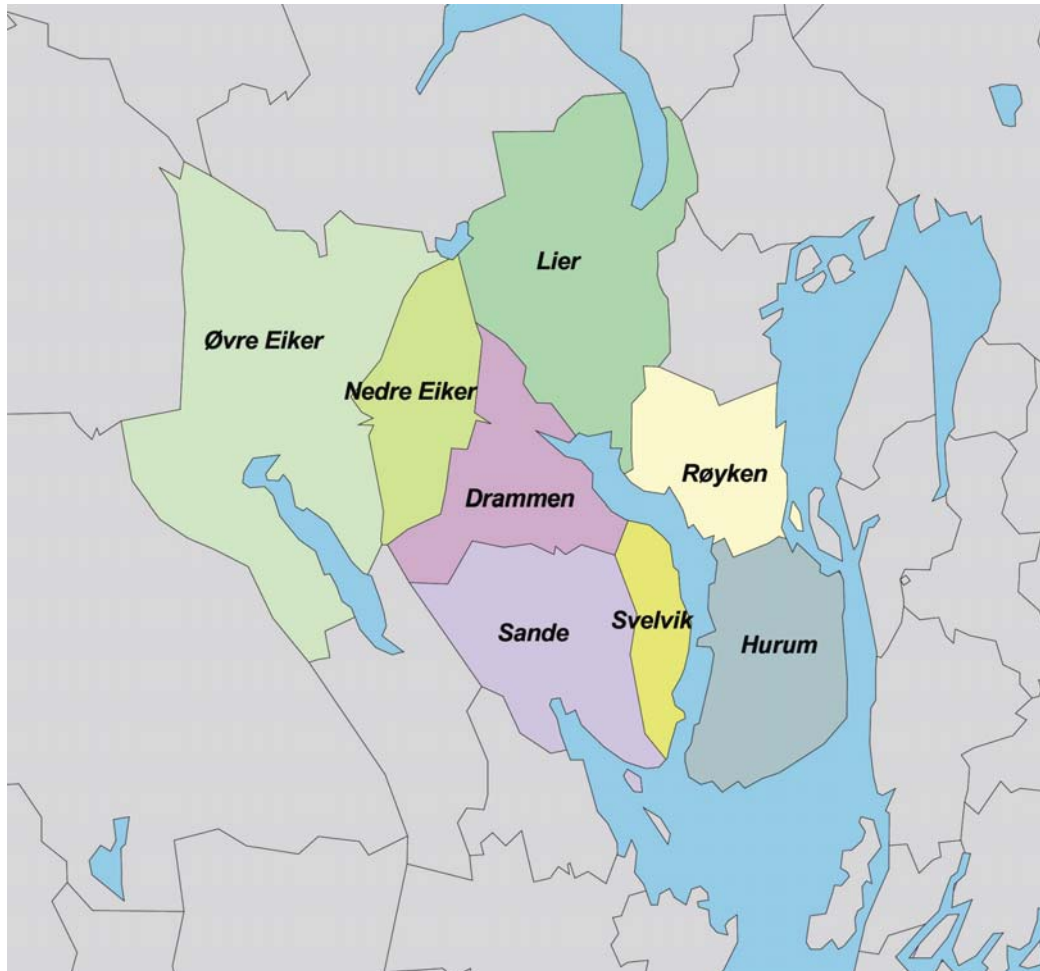 Lier
Øvre Eiker
Nedre Eiker
Røyken
Drammen
Svelvik
Sande
Hurum